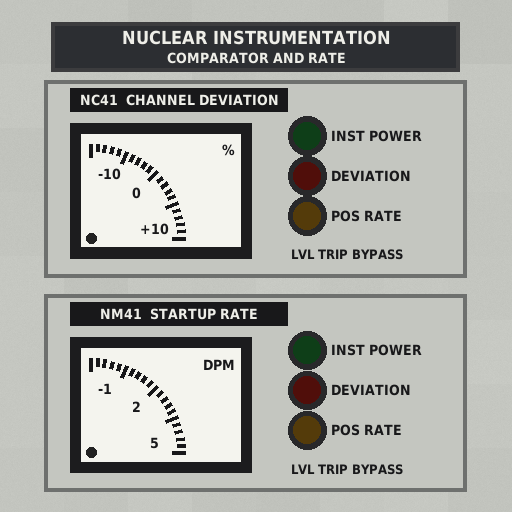 NUCLEAR INSTRUMENTATION
COMPARATOR AND RATE
NC41 CHANNEL DEVIATION
%
-10
0
+10
INST POWER
DEVIATION
POS RATE
LVL TRIP BYPASS
NM41 STARTUP RATE
DPM
-1
2
5
INST POWER
DEVIATION
POS RATE
LVL TRIP BYPASS